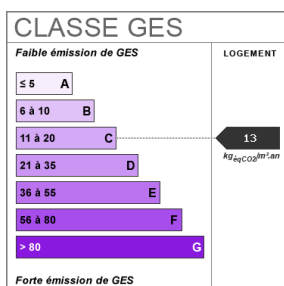 CLASSE GES
Faible émission de GES
LOGEMENT
≤ 5 A
6 à 10 B
11 à 20 C
13
kgéqCO2/m².an
21 à 35 D
36 à 55 E
56 à 80 F
> 80 G
Forte émission de GES